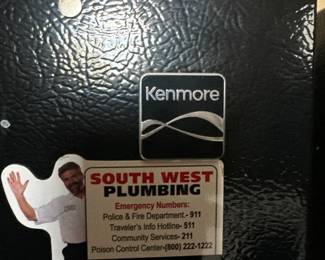 Kenmore
SOUTH WEST
PLUMBING
Emergency Numbers:
Police & Fire Department.- 911
Traveler's Info Hotline- 511
Community Services- 211
Poison Control Center-(800) 222-1222